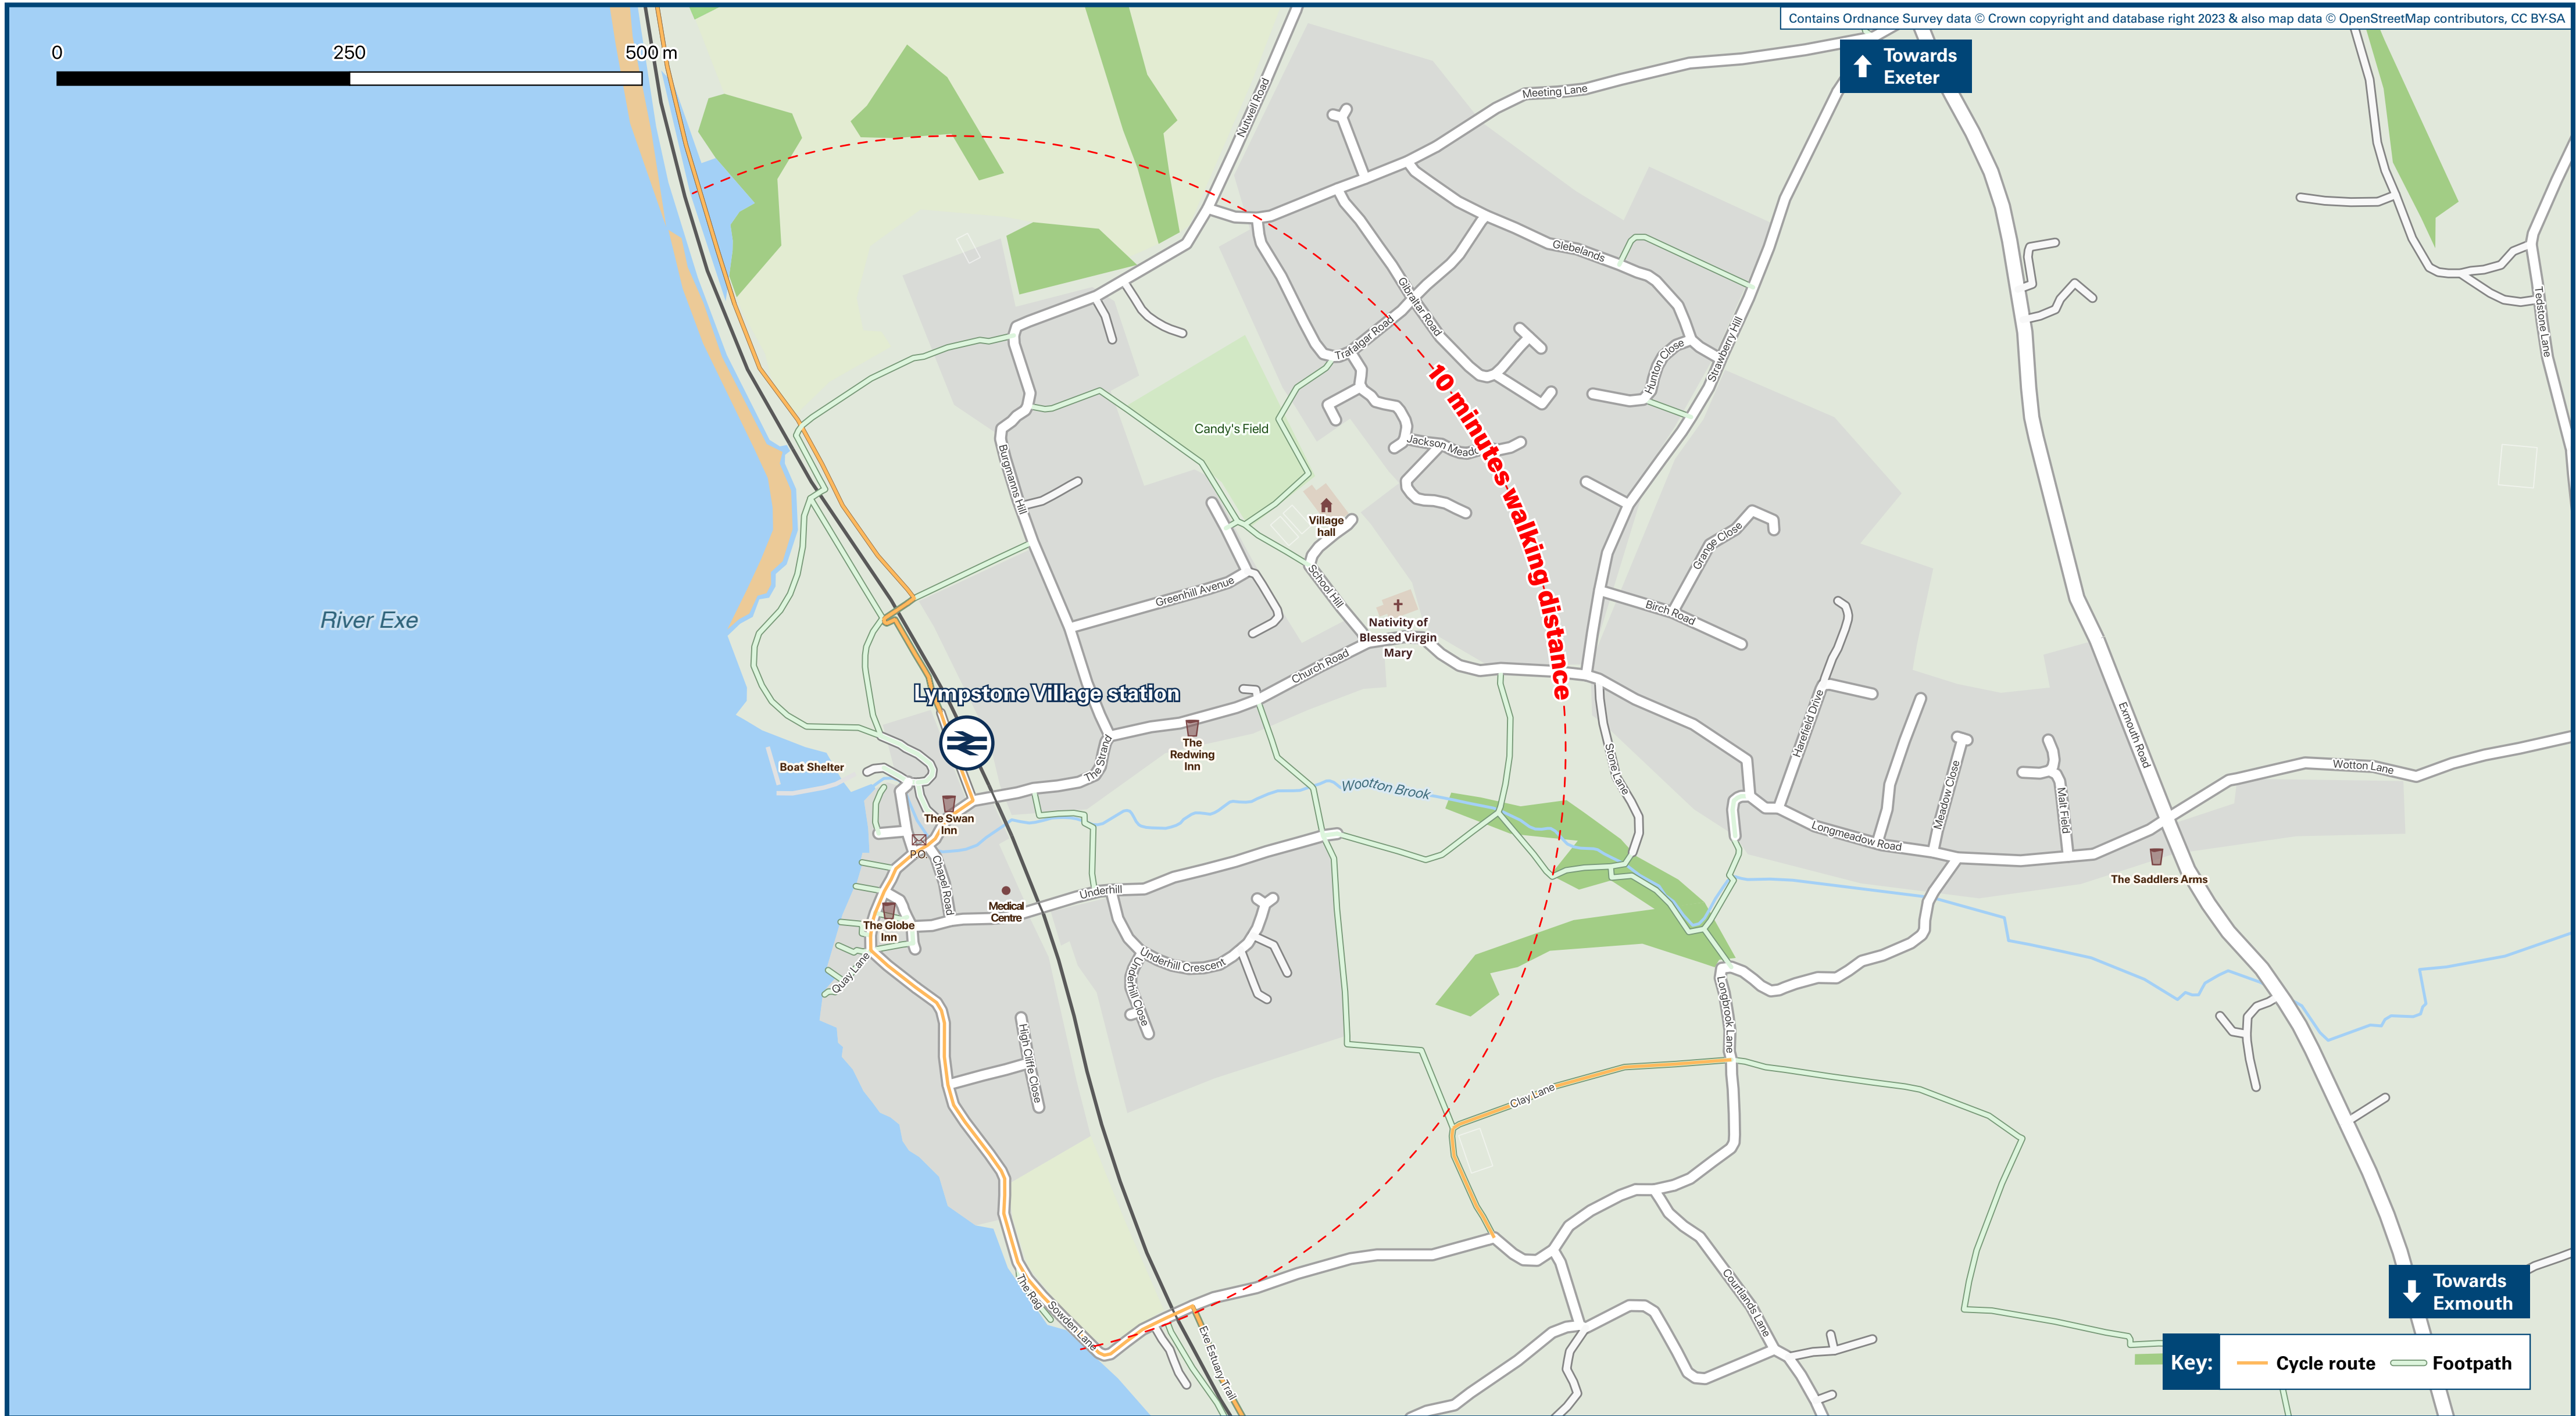 Contains Ordnance Survey data © Crown copyright and database right 2023 & also map data © OpenStreetMap contributors, CC BY-SA
0 250 500 m
Towards
Exeter
Nutwell Road
Meeting Lane
Glebelands
Gibraltar Road
Trafalgar Road
Hunton Close
Strawberry Hill
Tedstone Lane
Candy's Field
Jackson Meadow
10 minutes walking distance
Burgmanns Hill
Village
hall
School Hill
Grange Close
Birch Road
Greenhill Avenue
River Exe
Nativity of
Blessed Virgin
Mary
Church Road
Lympstone Village station
Harefield Drive
Exmouth Road
The
Redwing
Inn
The Strand
Stone Lane
Boat Shelter
Wootton Brook
Wotton Lane
Meadow Close
Malt Field
The Swan
Inn
Longmeadow Road
P.O.
Chapel Road
The Saddlers Arms
Underhill
Medical
Centre
The Globe
Inn
Quay Lane
Underhill Crescent
Underhill Close
Longbrook Lane
High Cliffe Close
Clay Lane
The Rag
Sowden Lane
Exe Estuary Trail
Courtlands Lane
Towards
Exmouth
Key: Cycle route Footpath